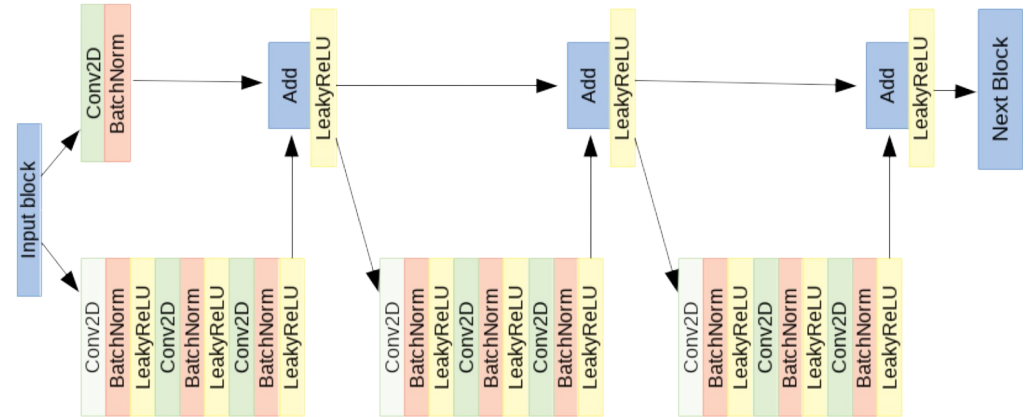 Input block
Conv2D
BatchNorm
Add
LeakyReLU
Add
LeakyReLU
Add
LeakyReLU
Next Block
Conv2D
BatchNorm
LeakyReLU
Conv2D
BatchNorm
LeakyReLU
Conv2D
BatchNorm
LeakyReLU
Conv2D
BatchNorm
LeakyReLU
Conv2D
BatchNorm
LeakyReLU
Conv2D
BatchNorm
LeakyReLU
Conv2D
BatchNorm
LeakyReLU
Conv2D
BatchNorm
LeakyReLU
Conv2D
BatchNorm
LeakyReLU